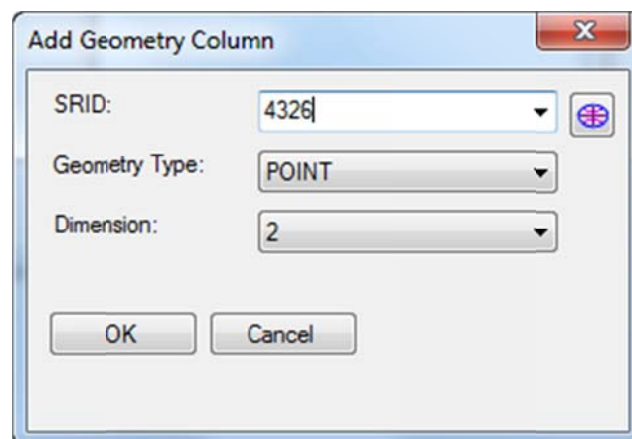 Add Geometry Column
SRID: 4326
Geometry Type: POINT
Dimension: 2
OK Cancel